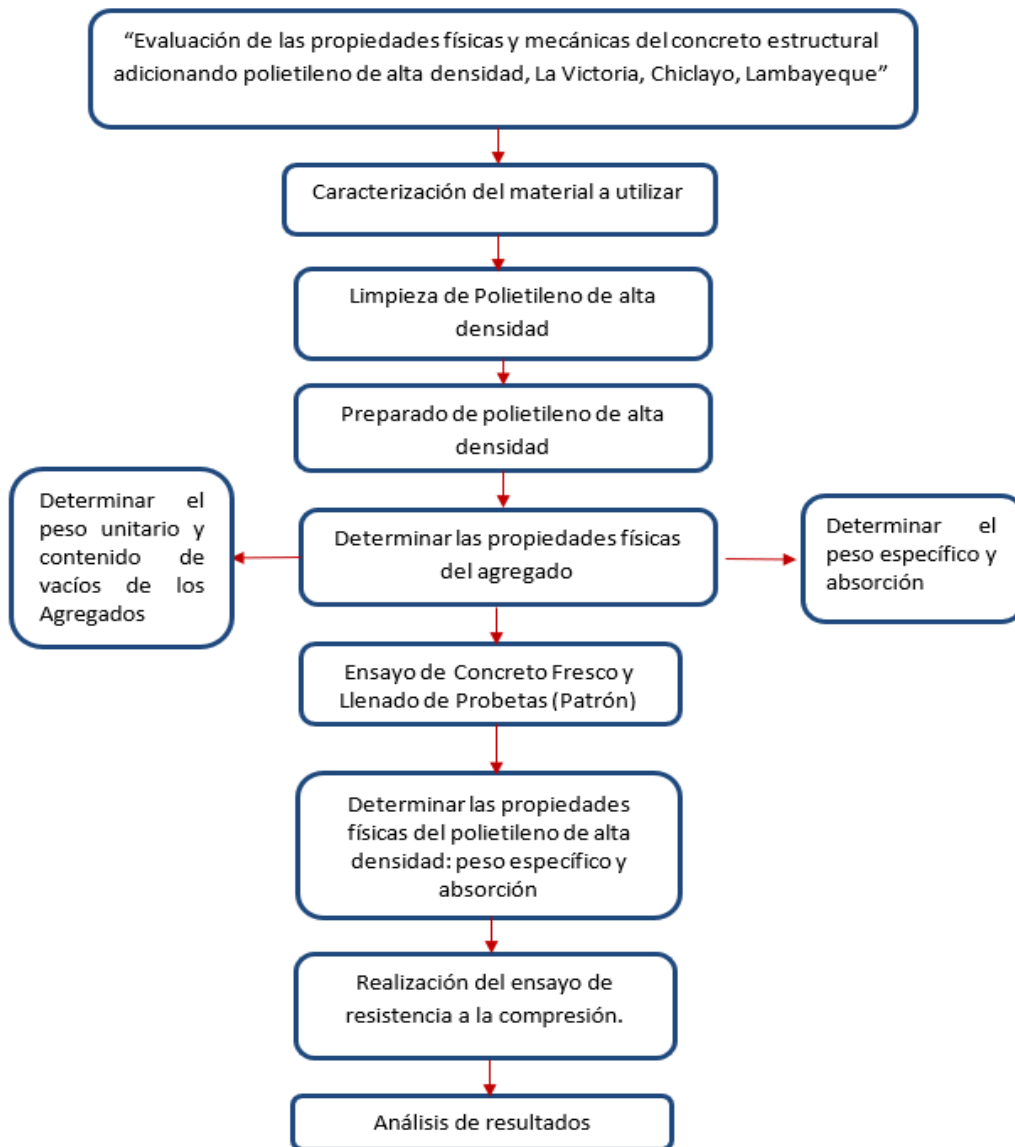 “Evaluación de las propiedades físicas y mecánicas del concreto estructural
adicionando polietileno de alta densidad, La Victoria, Chiclayo, Lambayeque”
Caracterización del material a utilizar
Limpieza de Polietileno de alta
densidad
Preparado de polietileno de alta
densidad
Determinar el
peso unitario y
contenido de
vacíos de los
Agregados
Determinar las propiedades físicas
del agregado
Determinar el
peso específico y
absorción
Ensayo de Concreto Fresco y
Llenado de Probetas (Patrón)
Determinar las propiedades
físicas del polietileno de alta
densidad: peso específico y
absorción
Realización del ensayo de
resistencia a la compresión.
Análisis de resultados